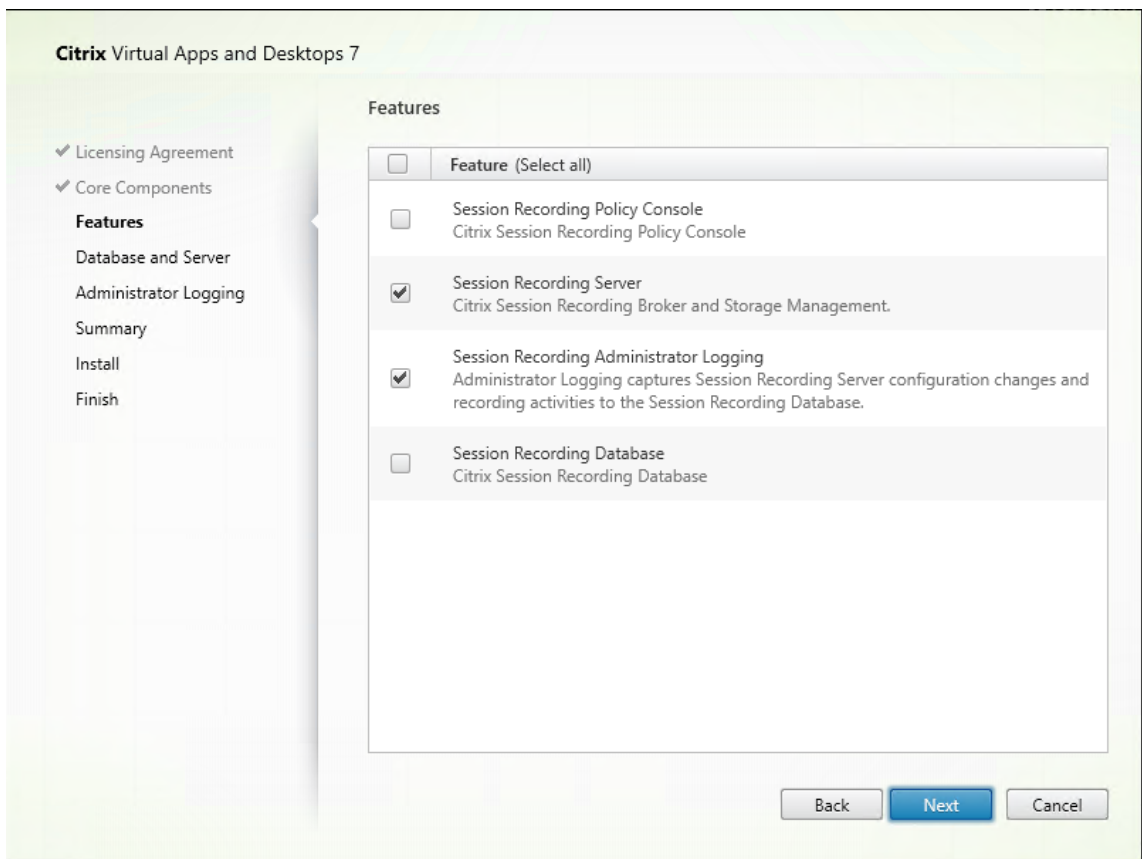 Citrix Virtual Apps and Desktops 7
Licensing Agreement
Core Components
Features
Database and Server
Administrator Logging
Summary
Install
Finish
Features
Feature (Select all)
Session Recording Policy Console
Citrix Session Recording Policy Console
Session Recording Server
Citrix Session Recording Broker and Storage Management.
Session Recording Administrator Logging
Administrator Logging captures Session Recording Server configuration changes and
recording activities to the Session Recording Database.
Session Recording Database
Citrix Session Recording Database
Back
Next
Cancel